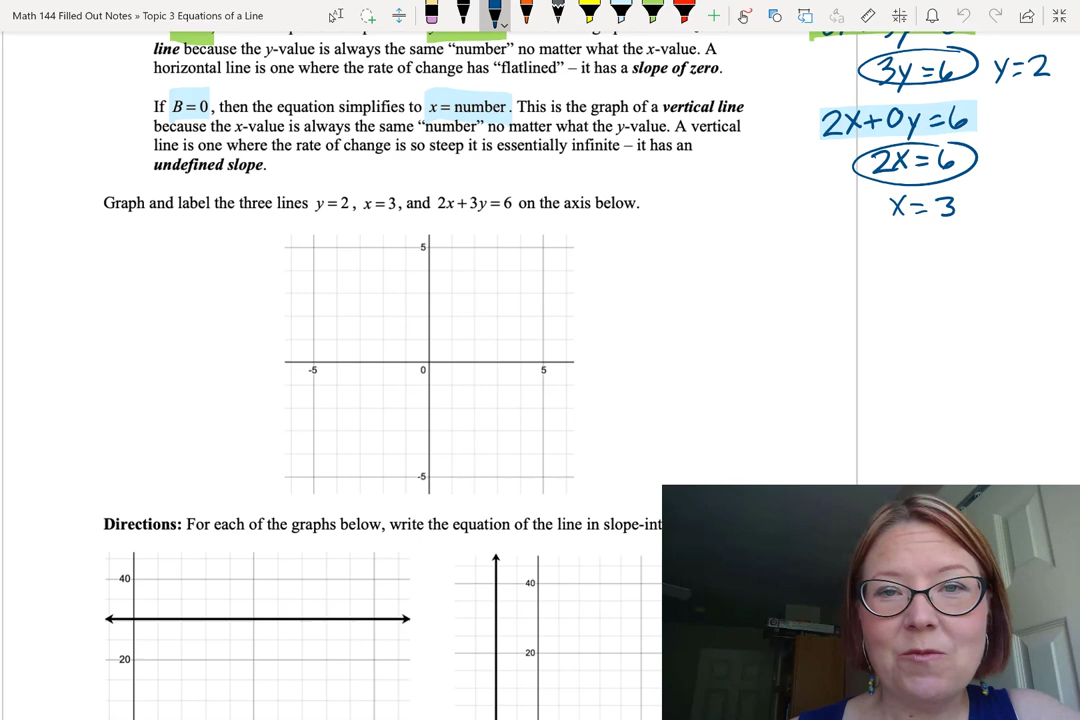 Math 144 Filled Out Notes » Topic 3 Equations of a Line
line because the y-value is always the same “number” no matter what the x-value. A
horizontal line is one where the rate of change has “flatlined” – it has a slope of zero.
3y=6 y=2
If B=0, then the equation simplifies to x=number. This is the graph of a vertical line
because the x-value is always the same “number” no matter what the y-value. A vertical
line is one where the rate of change is so steep it is essentially infinite – it has an
undefined slope.
2x+0y=6
2x=6
x=3
Graph and label the three lines y=2, x=3, and 2x+3y=6 on the axis below.
5
-5 0 5
-5
Directions: For each of the graphs below, write the equation of the line in slope-int
40
20
40
20